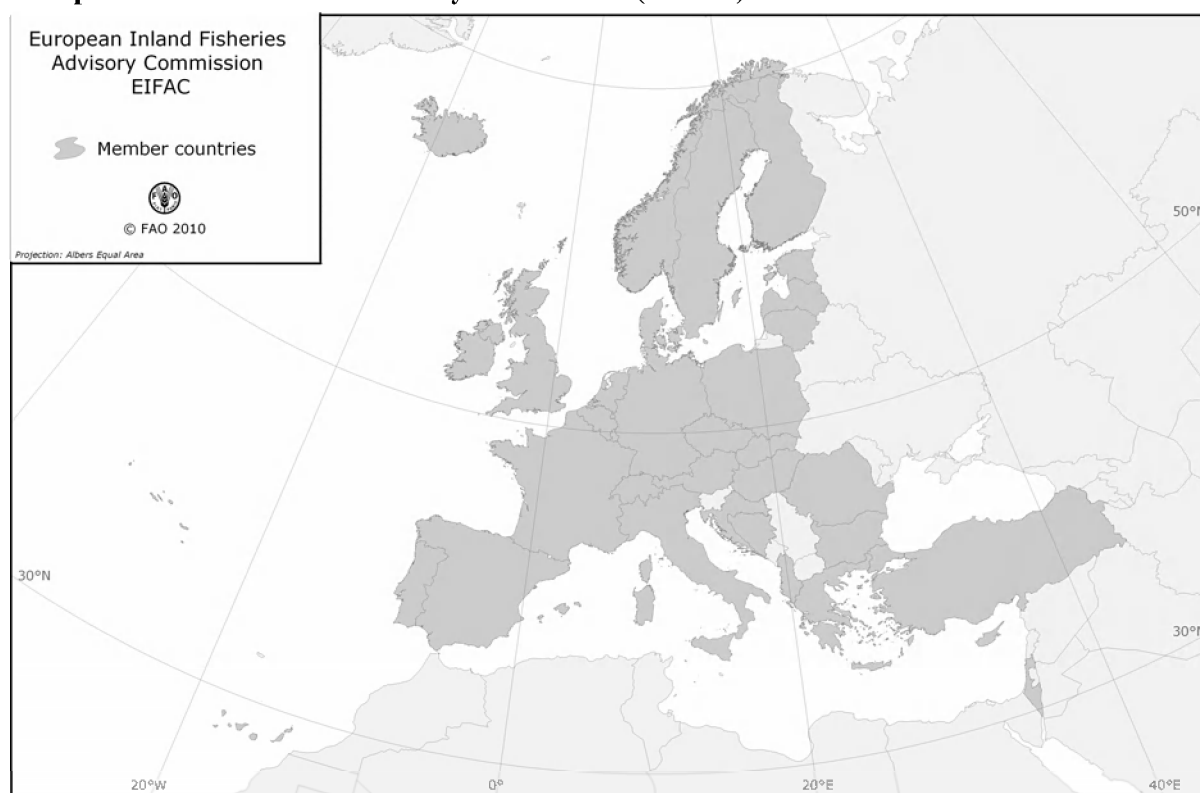 European Inland Fisheries
Advisory Commission
EIFAC
Member countries
F A O
© FAO 2010
Projection: Albers Equal Area
50°N
30°N
30°N
20°W
0°
20°E
40°E